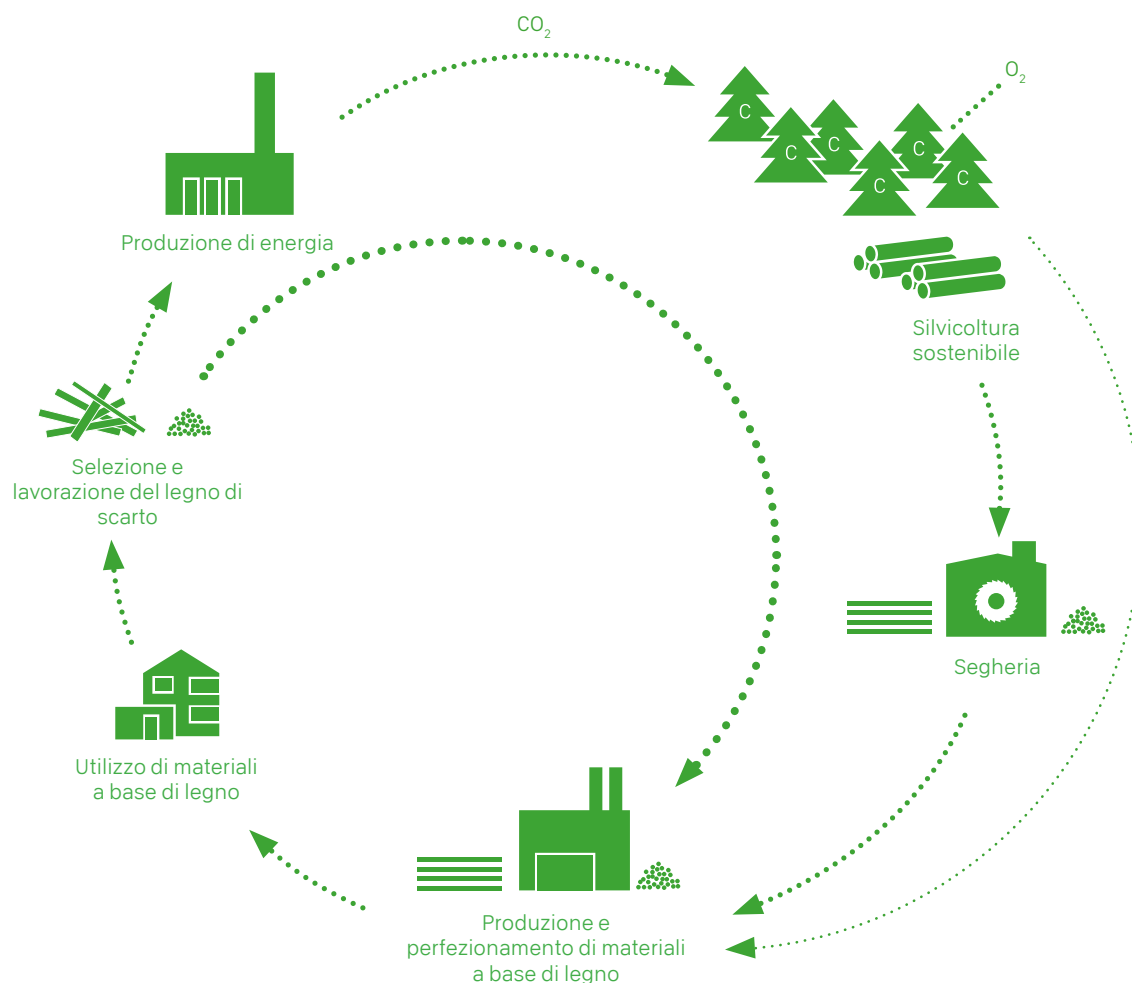 CO₂
O₂
C
C
C
C
C
C
Produzione di energia
Silvicoltura
sostenibile
Selezione e
lavorazione del legno di
scarto
Segheria
Utilizzo di materiali
a base di legno
Produzione e
perfezionamento di materiali
a base di legno